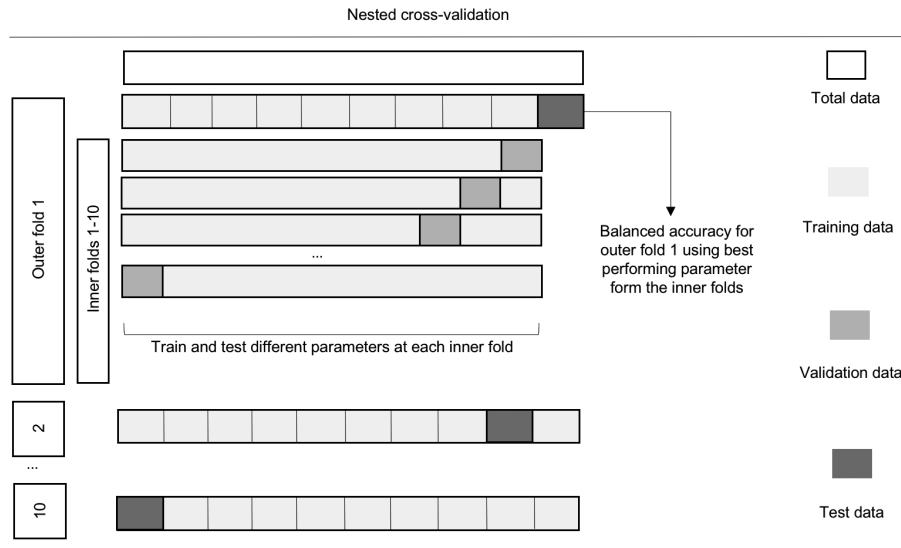 Nested cross-validation
Total data
Outer fold 1
Inner folds 1-10
...
Train and test different parameters at each inner fold
Balanced accuracy for
outer fold 1 using best
performing parameter
form the inner folds
Training data
Validation data
2
...
10
Test data